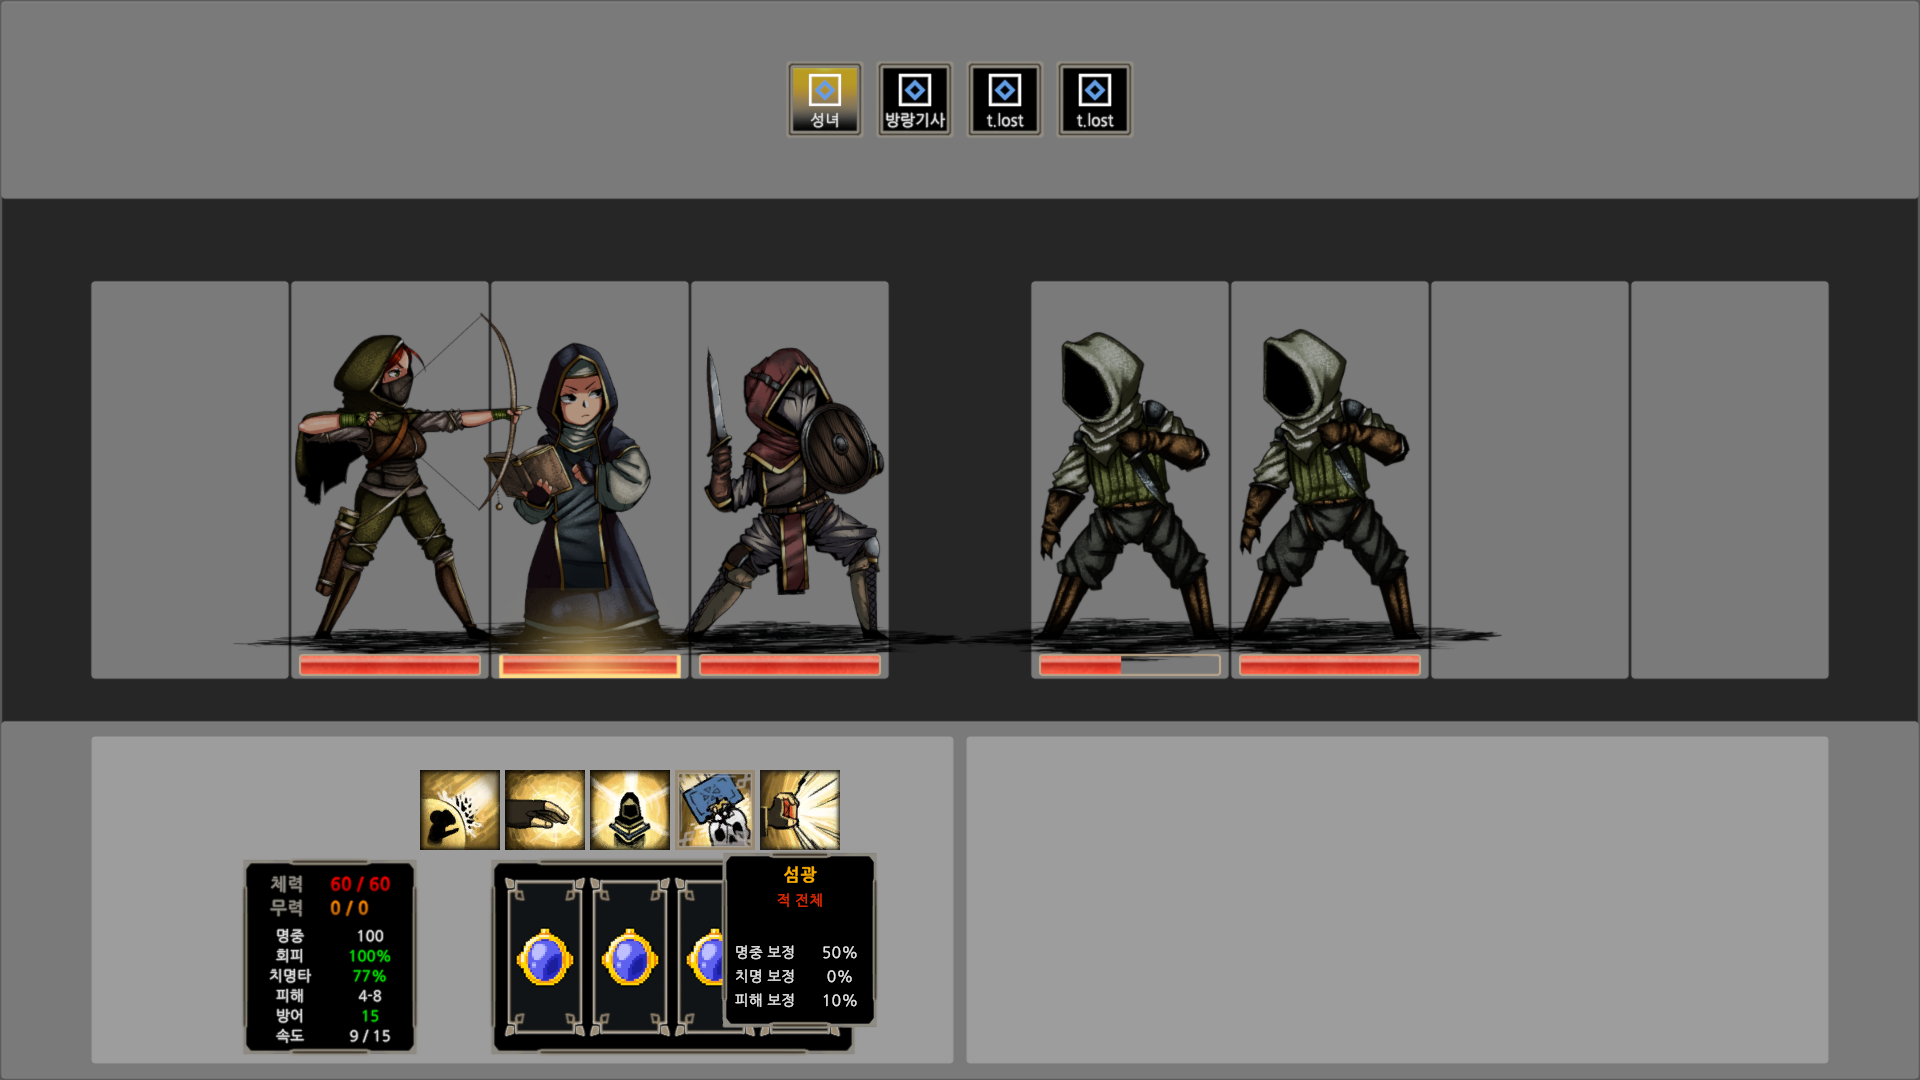 성녀
방랑기사
t.lost
t.lost
체력 60 / 60
무력 0 / 0
명중 100
회피 100%
치명타 77%
피해 4-8
방어 15
속도 9 / 15
섬광
적 전체
명중 보정 50%
치명 보정 0%
피해 보정 10%